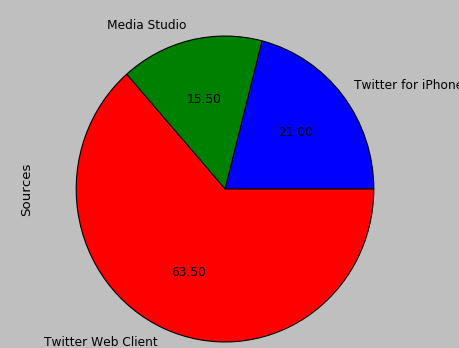 Media Studio
Twitter for iPhone
15.50
21.00
Sources
63.50
Twitter Web Client